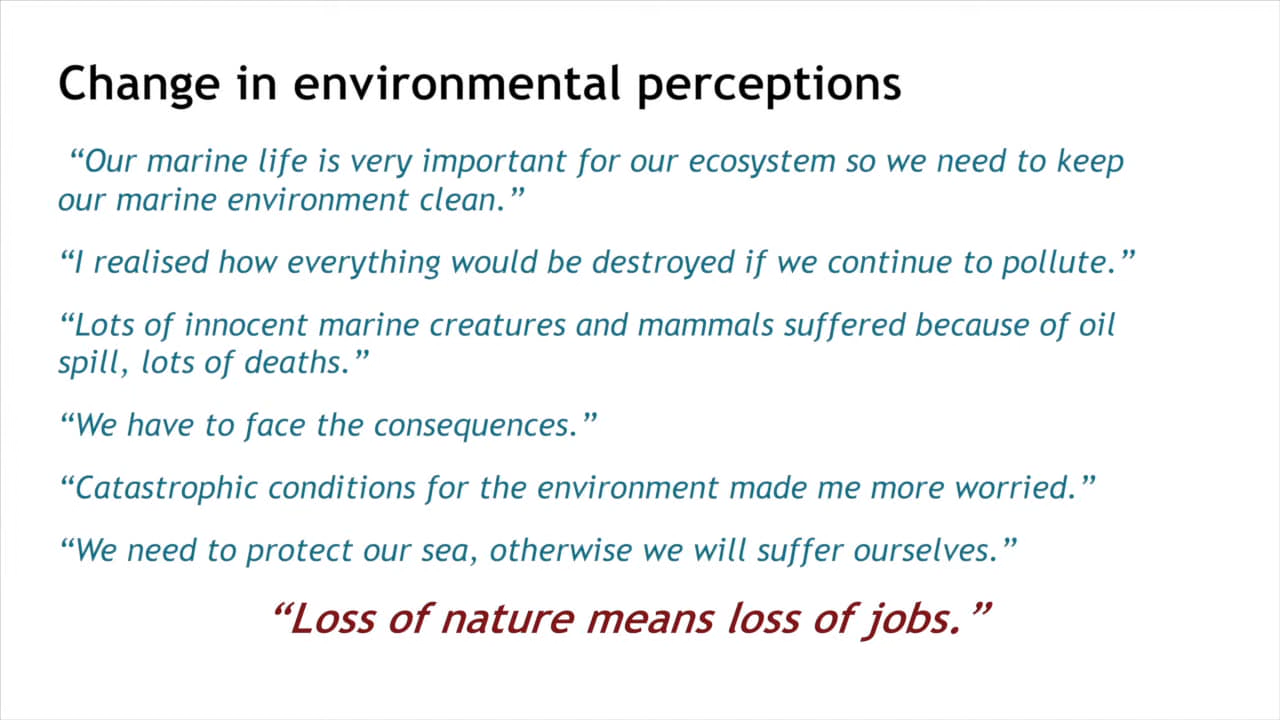 Change in environmental perceptions
“Our marine life is very important for our ecosystem so we need to keep
our marine environment clean.”
“I realised how everything would be destroyed if we continue to pollute.”
“Lots of innocent marine creatures and mammals suffered because of oil
spill, lots of deaths.”
“We have to face the consequences.”
“Catastrophic conditions for the environment made me more worried.”
“We need to protect our sea, otherwise we will suffer ourselves.”
“Loss of nature means loss of jobs.”